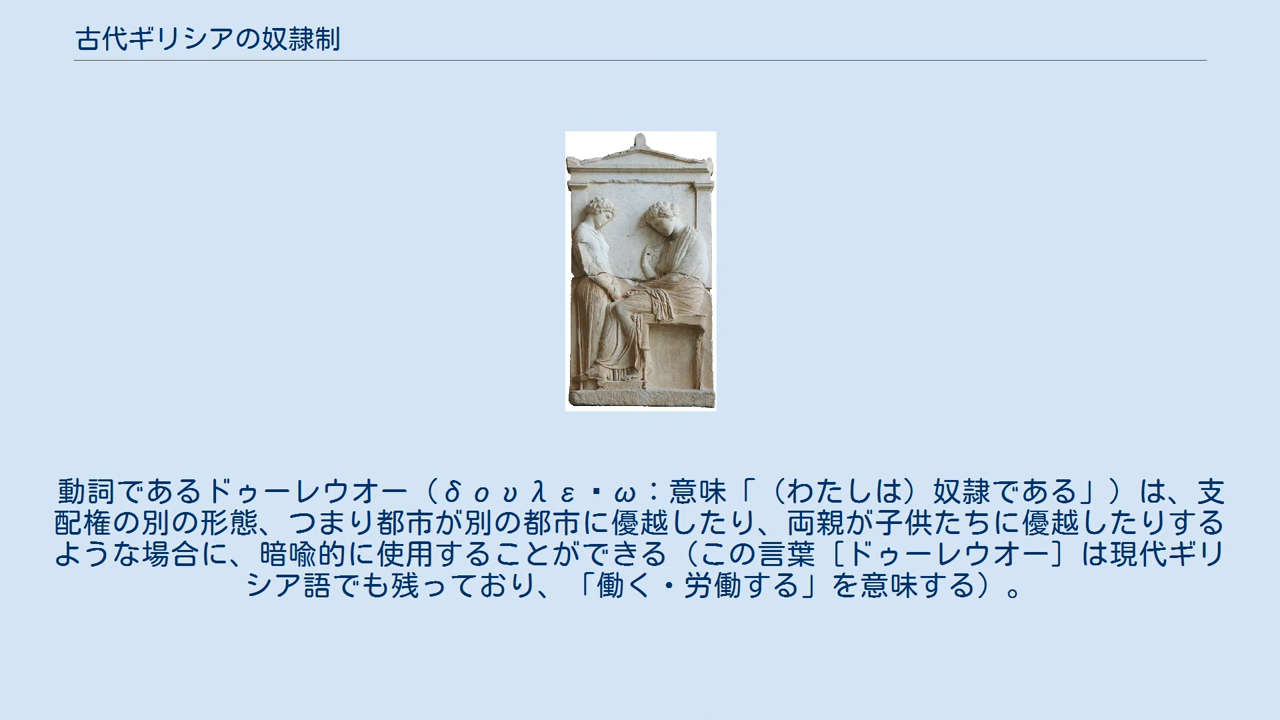 古代ギリシアの奴隷制
動詞であるドゥーレウオー（δουλε▪ω：意味「（わたしは）奴隷である」）は、支
配権の別の形態、つまり都市が別の都市に優越したり、両親が子供たちに優越したりする
ような場合に、暗喩的に使用することができる（この言葉［ドゥーレウオー］は現代ギリ
シア語でも残っており、「働く・労働する」を意味する）。